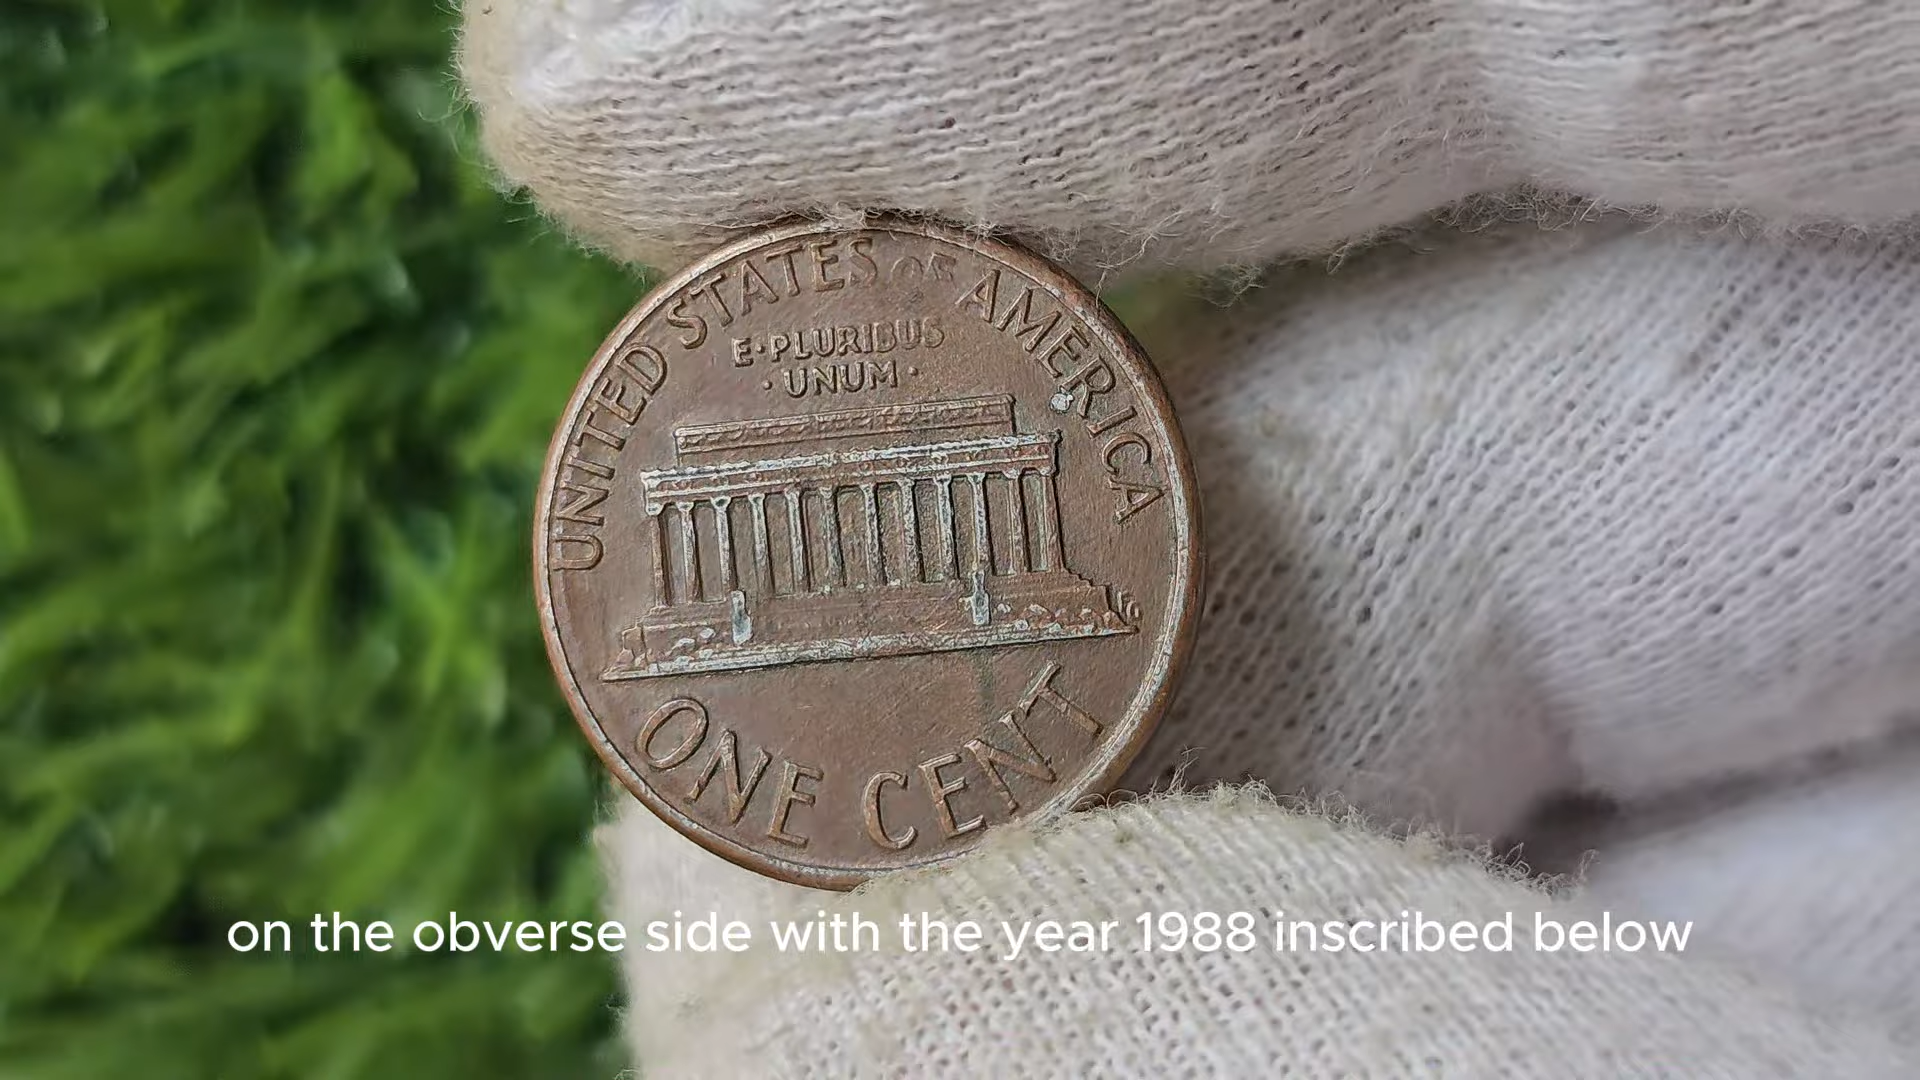 UNITED STATES OF AMERICA
E·PLURIBUS
·UNUM·
ONE CENT
on the obverse side with the year 1988 inscribed below